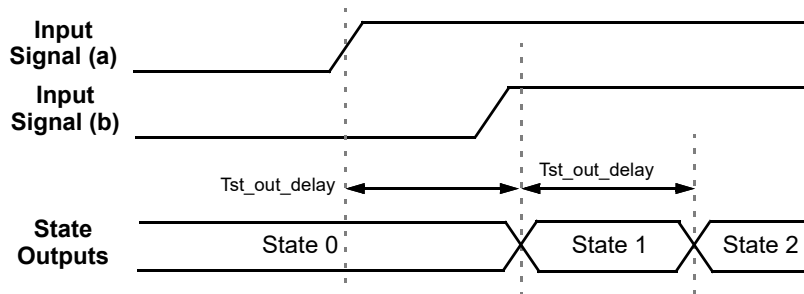 Input
Signal (a)
Input
Signal (b)
Tst_out_delay
Tst_out_delay
State
Outputs
State 0
State 1
State 2